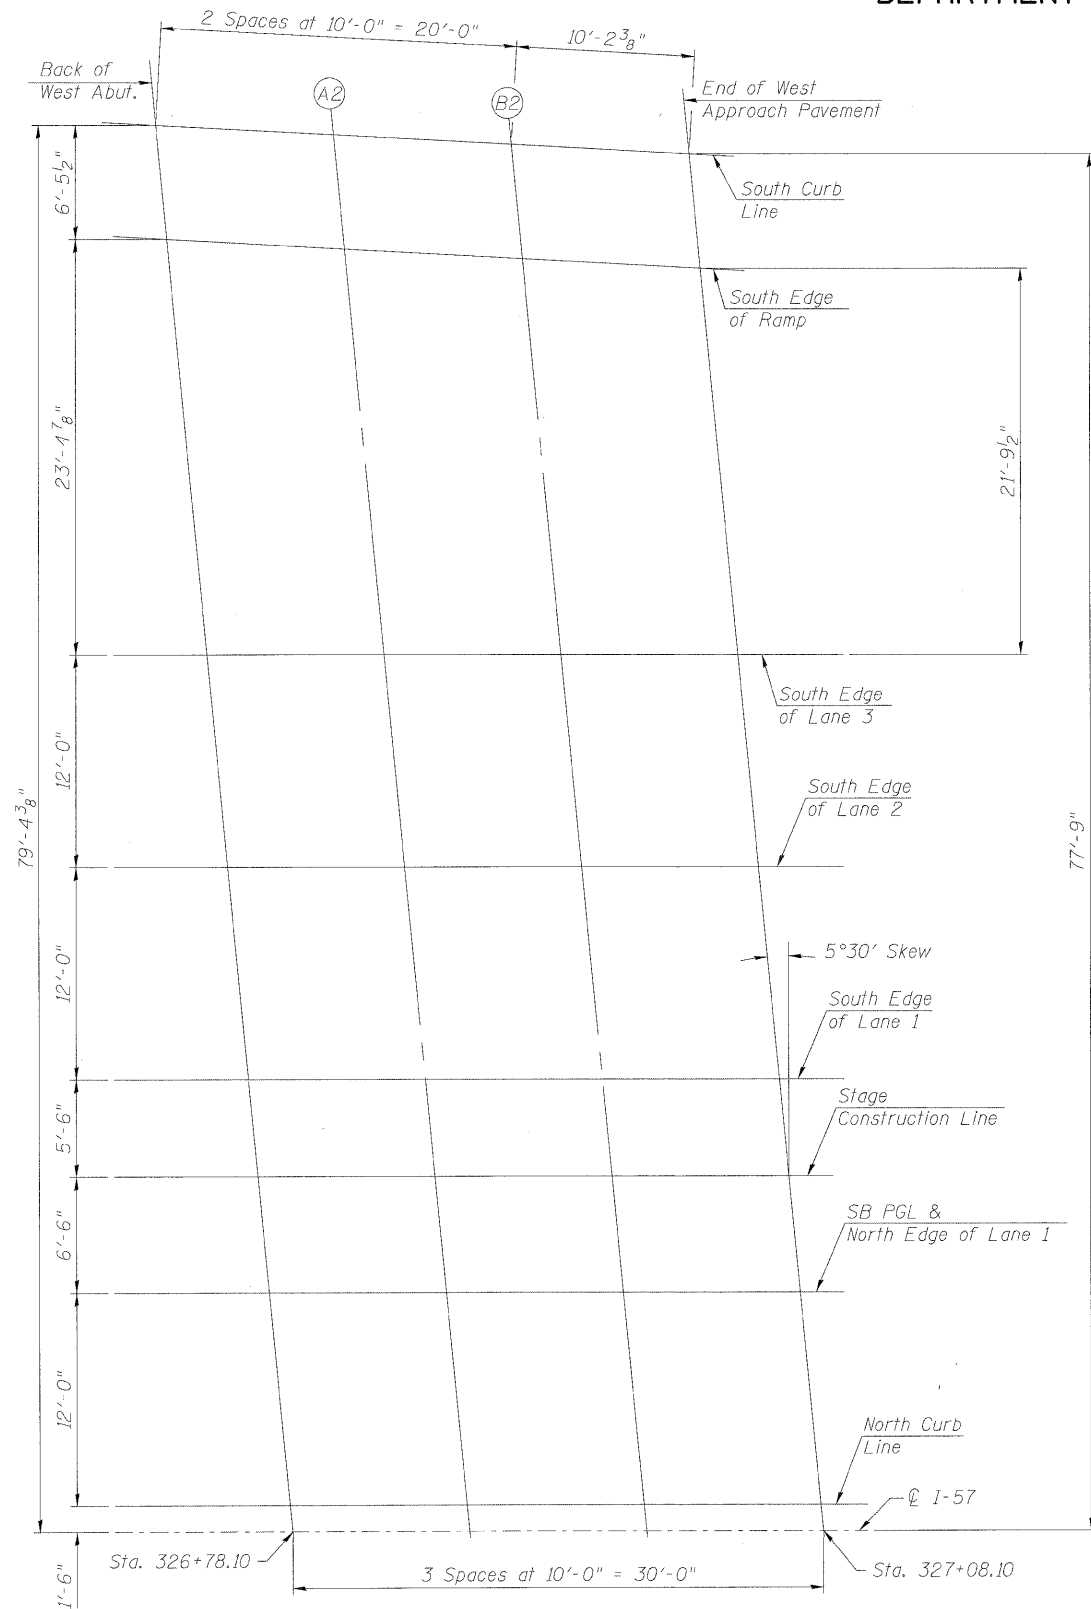 DEPARTMENT
2 Spaces at 10'-0" = 20'-0"
10'-2 3/8"
Back of
West Abut.
A2
B2
End of West
Approach Pavement
6'-5 1/2"
South Curb
Line
South Edge
of Ramp
23'-4 7/8"
21'-9 1/2"
South Edge
of Lane 3
12'-0"
South Edge
of Lane 2
79'-4 3/8"
77'-9"
12'-0"
5°30' Skew
South Edge
of Lane 1
Stage
Construction Line
5'-6"
6'-6"
SB PGL &
North Edge of Lane 1
12'-0"
North Curb
Line
℄ I-57
Sta. 326+78.10
3 Spaces at 10'-0" = 30'-0"
Sta. 327+08.10
1'-6"